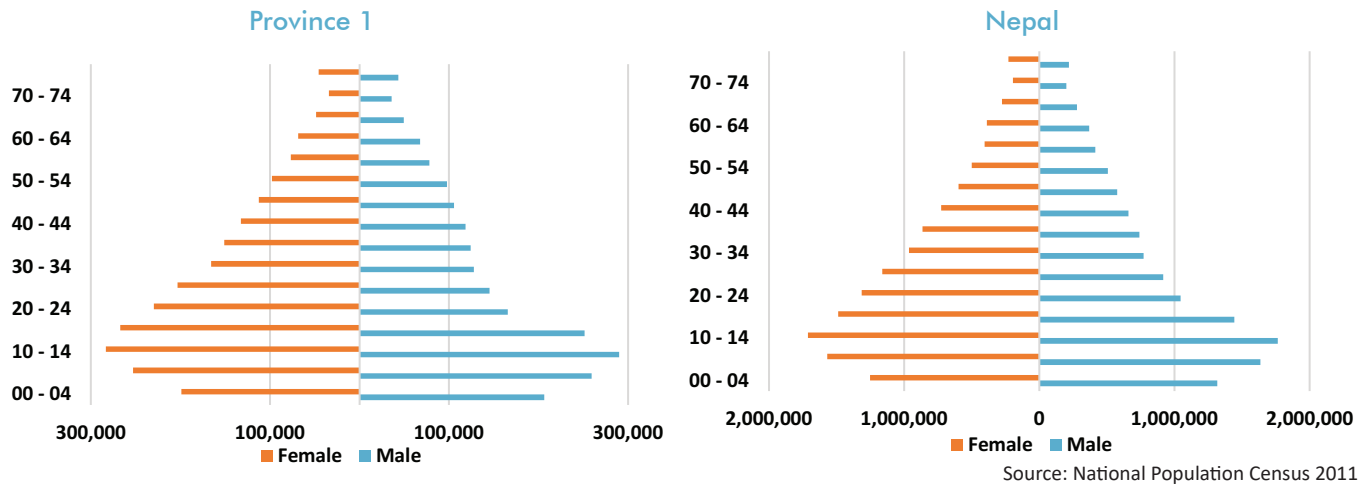 Province 1
70 - 74
60 - 64
50 - 54
40 - 44
30 - 34
20 - 24
10 - 14
00 - 04
300,000 100,000 100,000 300,000
Female Male
Nepal
70 - 74
60 - 64
50 - 54
40 - 44
30 - 34
20 - 24
10 - 14
00 - 04
2,0000,000 1,000,000 0 1,000,000 2,000,000
Female Male
Source: National Population Census 2011